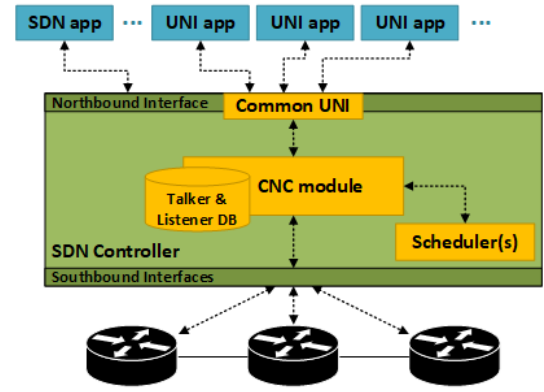 SDN app ... UNI app UNI app UNI app ...
Northbound Interface
Common UNI
CNC module
Talker &
Listener DB
Scheduler(s)
SDN Controller
Southbound Interfaces